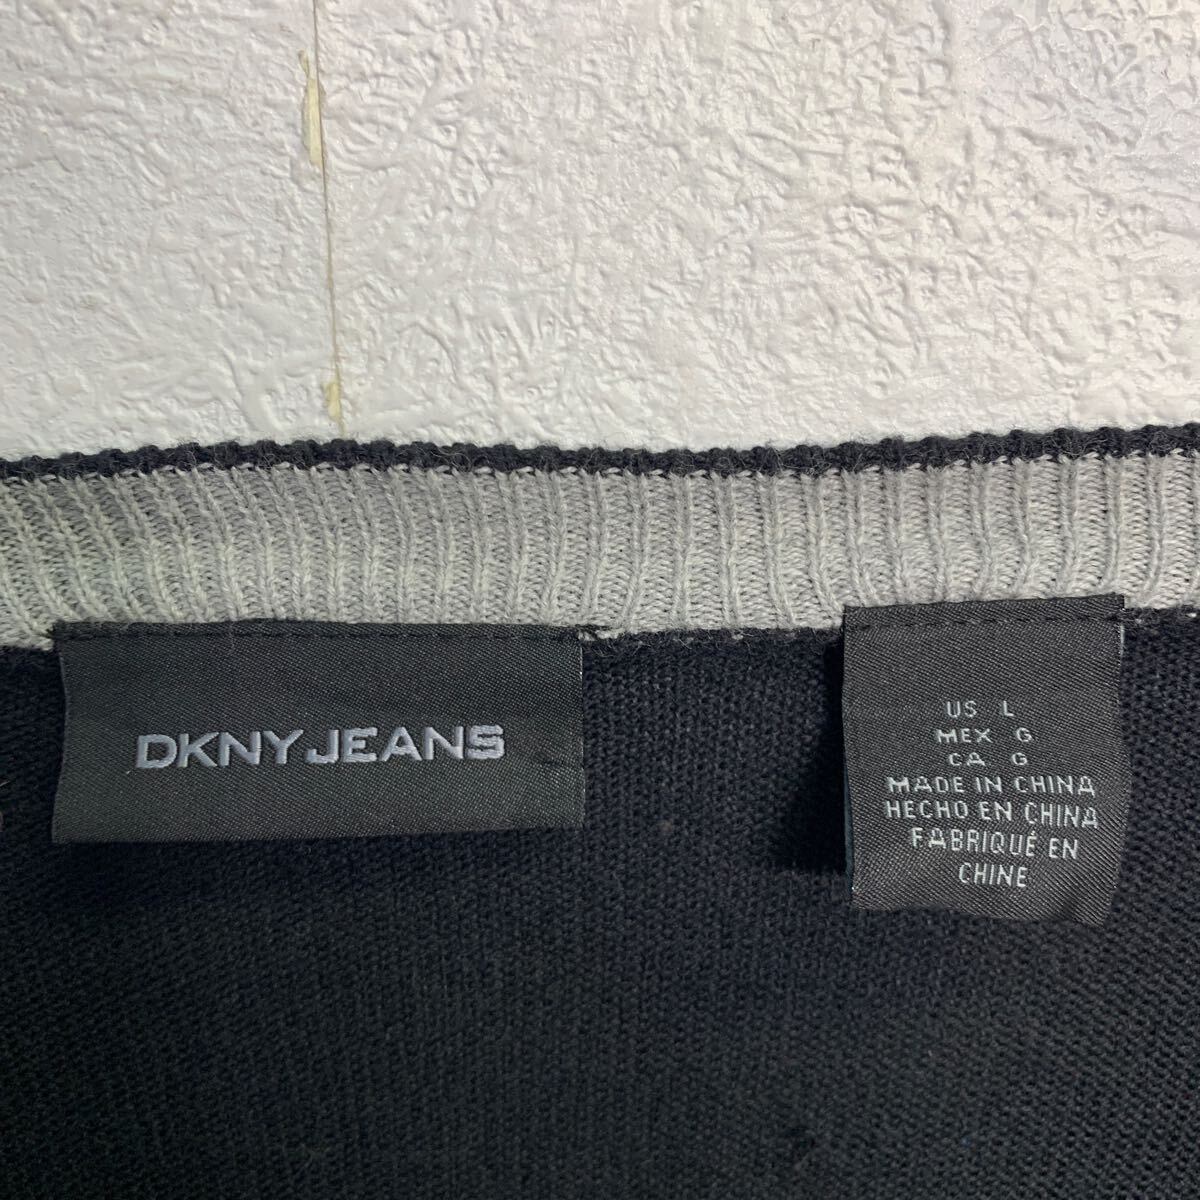 DKNY JEANS
US L
MEX G
CA G
MADE IN CHINA
HECHO EN CHINA
FABRIQUÉ EN
CHINE